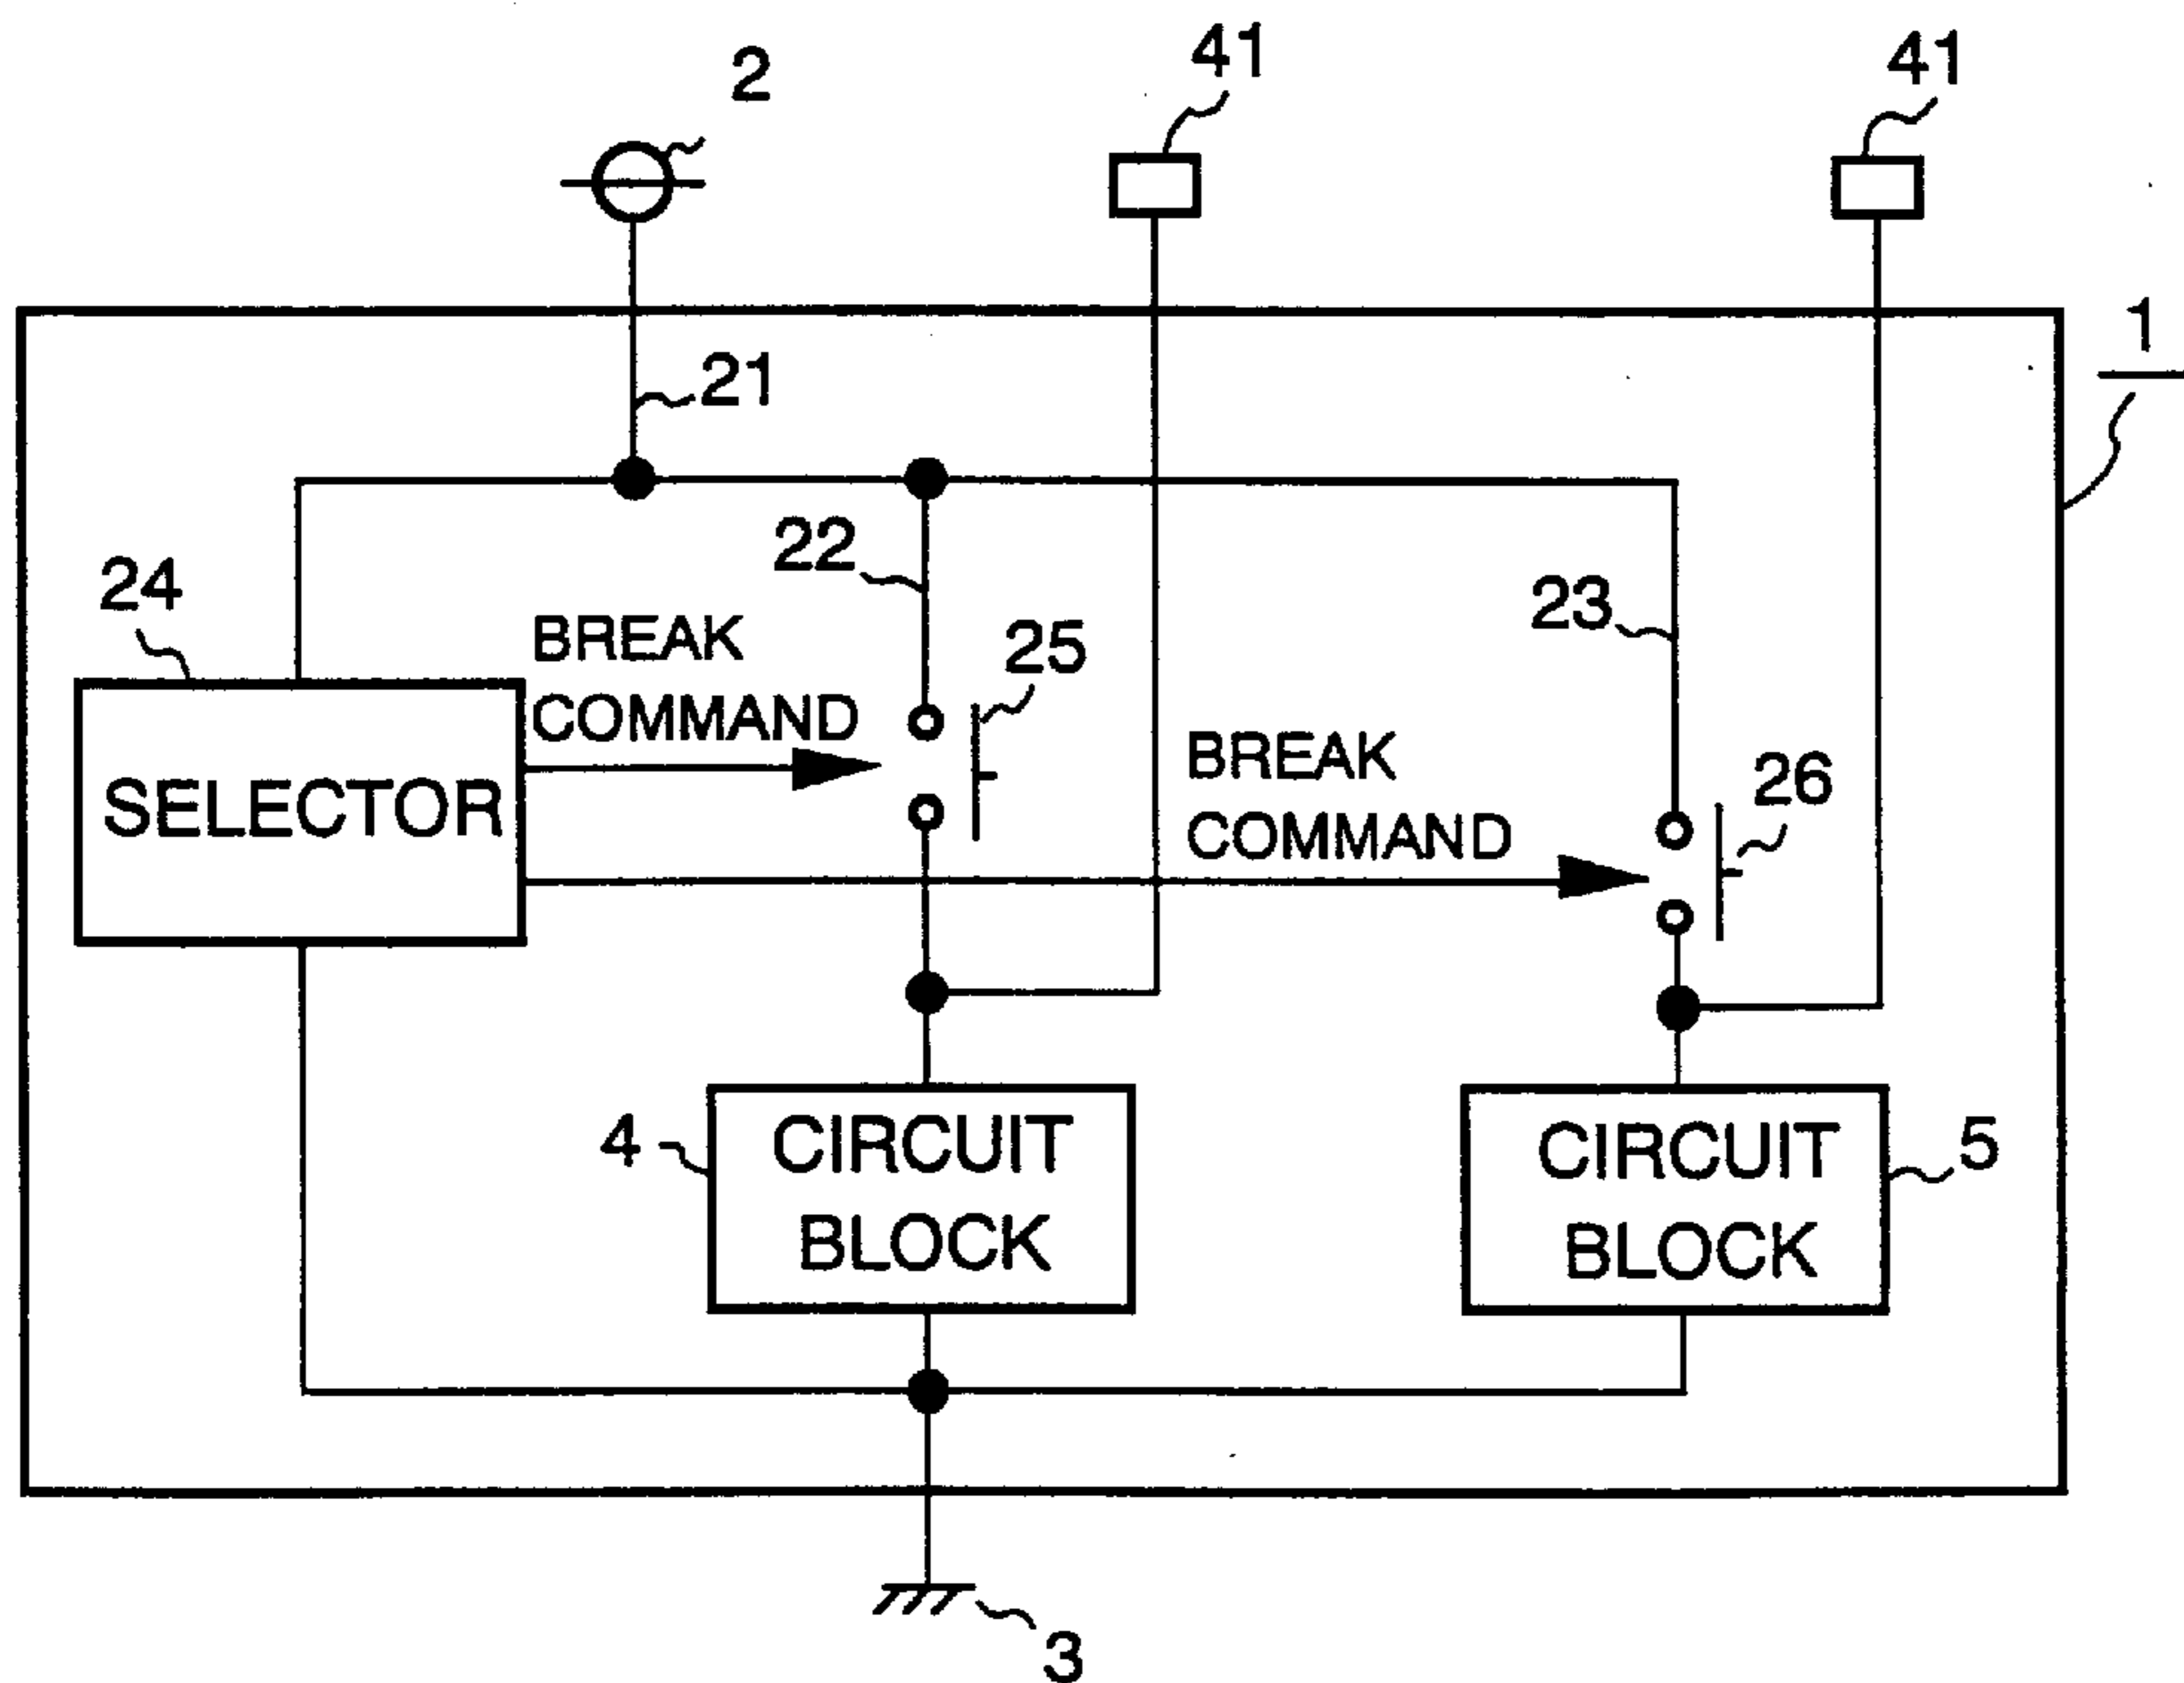 2
41
41
1
21
22
23
24
BREAK
COMMAND
25
BREAK
COMMAND
26
SELECTOR
4
CIRCUIT
BLOCK
CIRCUIT
BLOCK
5
3